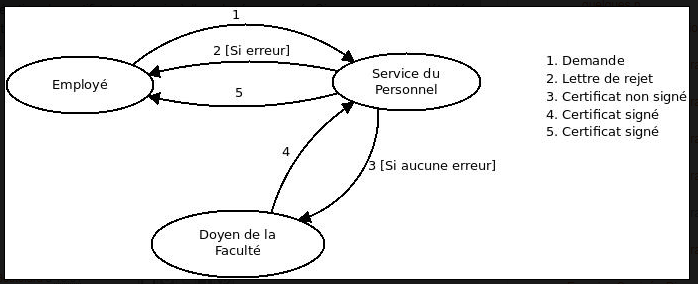 1
2 [Si erreur]
Employé
Service du
Personnel
5
4
3 [Si aucune erreur]
Doyen de la
Faculté
1. Demande
2. Lettre de rejet
3. Certificat non signé
4. Certificat signé
5. Certificat signé